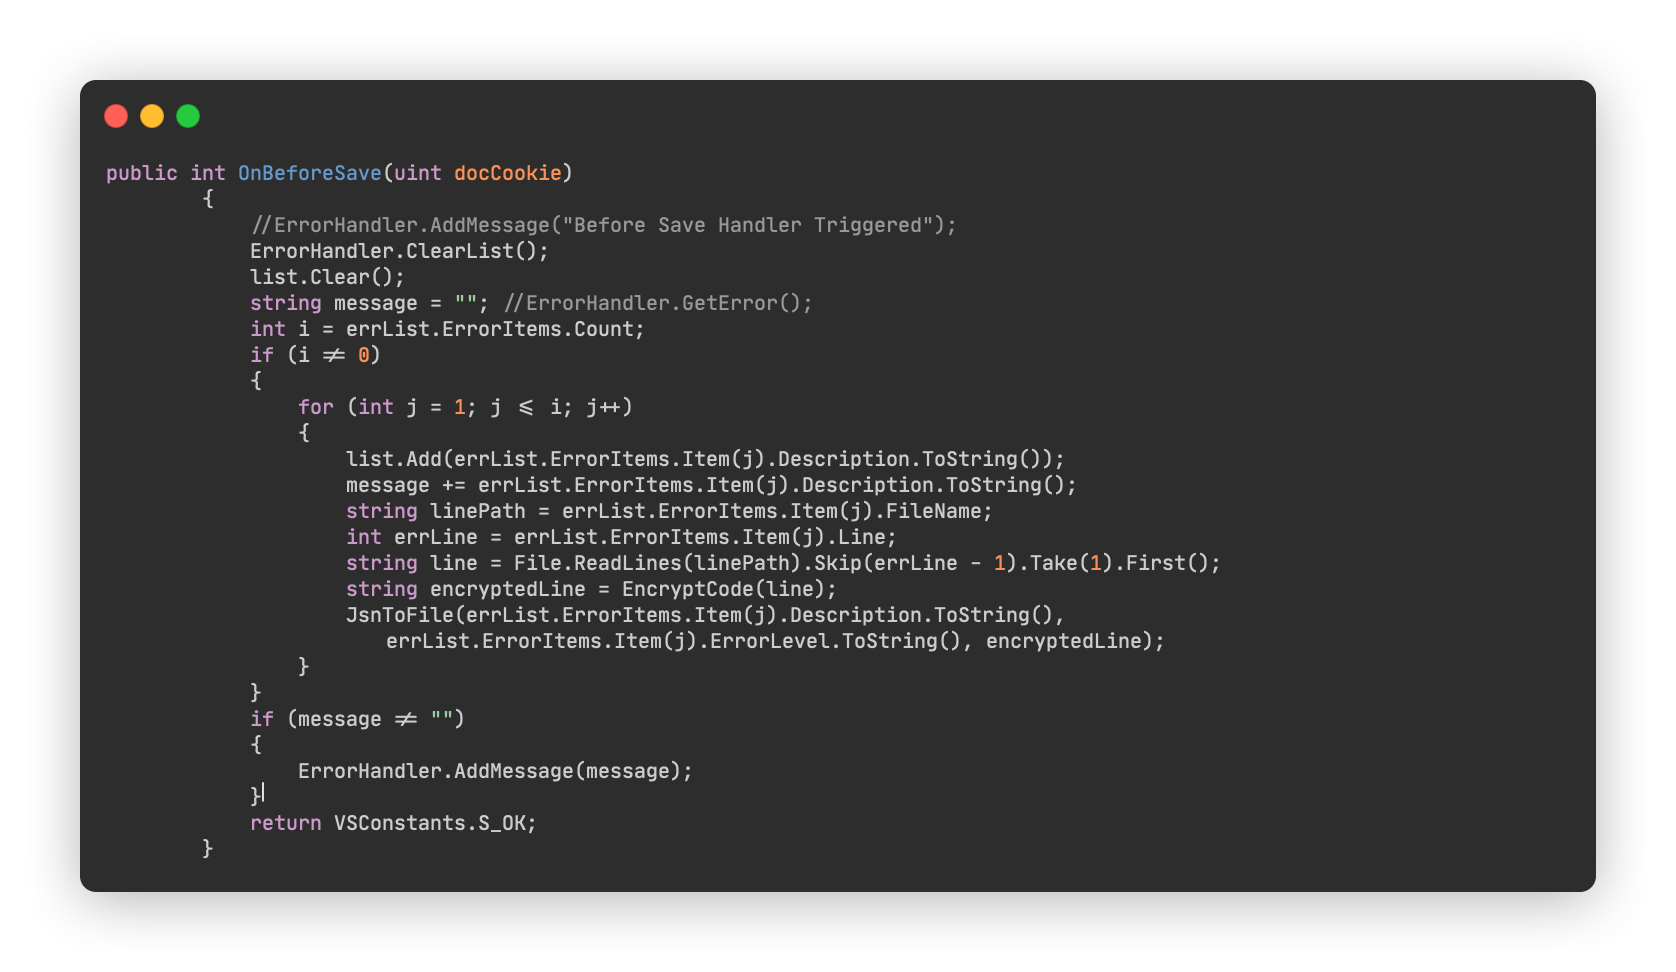 public int OnBeforeSave(uint docCookie)
{
//ErrorHandler.AddMessage("Before Save Handler Triggered");
ErrorHandler.ClearList();
list.Clear();
string message = ""; //ErrorHandler.GetError();
int i = errList.ErrorItems.Count;
if (i != 0)
{
for (int j = 1; j <= i; j++)
{
list.Add(errList.ErrorItems.Item(j).Description.ToString());
message += errList.ErrorItems.Item(j).Description.ToString();
string linePath = errList.ErrorItems.Item(j).FileName;
int errLine = errList.ErrorItems.Item(j).Line;
string line = File.ReadLines(linePath).Skip(errLine - 1).Take(1).First();
string encryptedLine = EncryptCode(line);
JsnToFile(errList.ErrorItems.Item(j).Description.ToString(),
errList.ErrorItems.Item(j).ErrorLevel.ToString(), encryptedLine);
}
}
if (message != "")
{
ErrorHandler.AddMessage(message);
}
return VSConstants.S_OK;
}